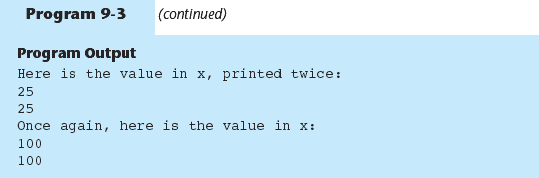 Program 9-3 (continued)
Program Output
Here is the value in x, printed twice:
25
25
Once again, here is the value in x:
100
100